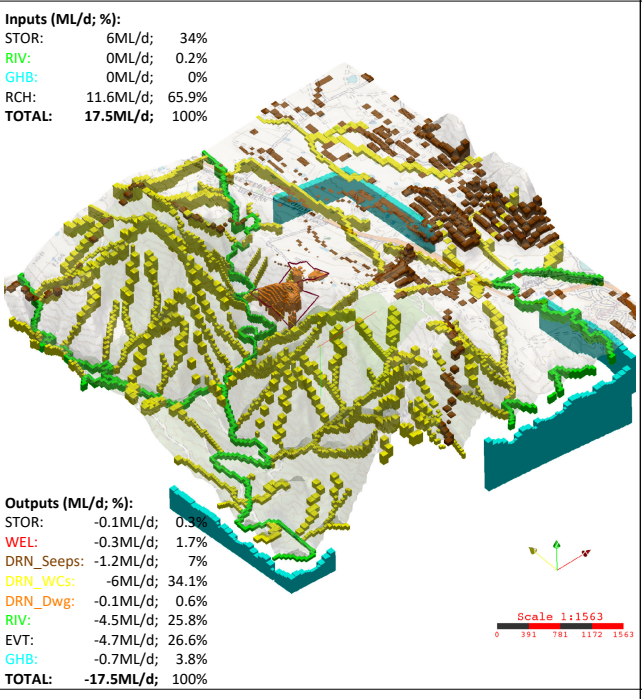 Inputs (ML/d; %):
STOR: 6ML/d; 34%
RIV: 0ML/d; 0.2%
GHB: 0ML/d; 0%
RCH: 11.6ML/d; 65.9%
TOTAL: 17.5ML/d; 100%
Outputs (ML/d; %):
STOR: -0.1ML/d; 0.3%
WEL: -0.3ML/d; 1.7%
DRN_Seeps: -1.2ML/d; 7%
DRN_WCs: -6ML/d; 34.1%
DRN_Dwg: -0.1ML/d; 0.6%
RIV: -4.5ML/d; 25.8%
EVT: -4.7ML/d; 26.6%
GHB: -0.7ML/d; 3.8%
TOTAL: -17.5ML/d; 100%
Scale 1:1563
0 391 781 1172 1563